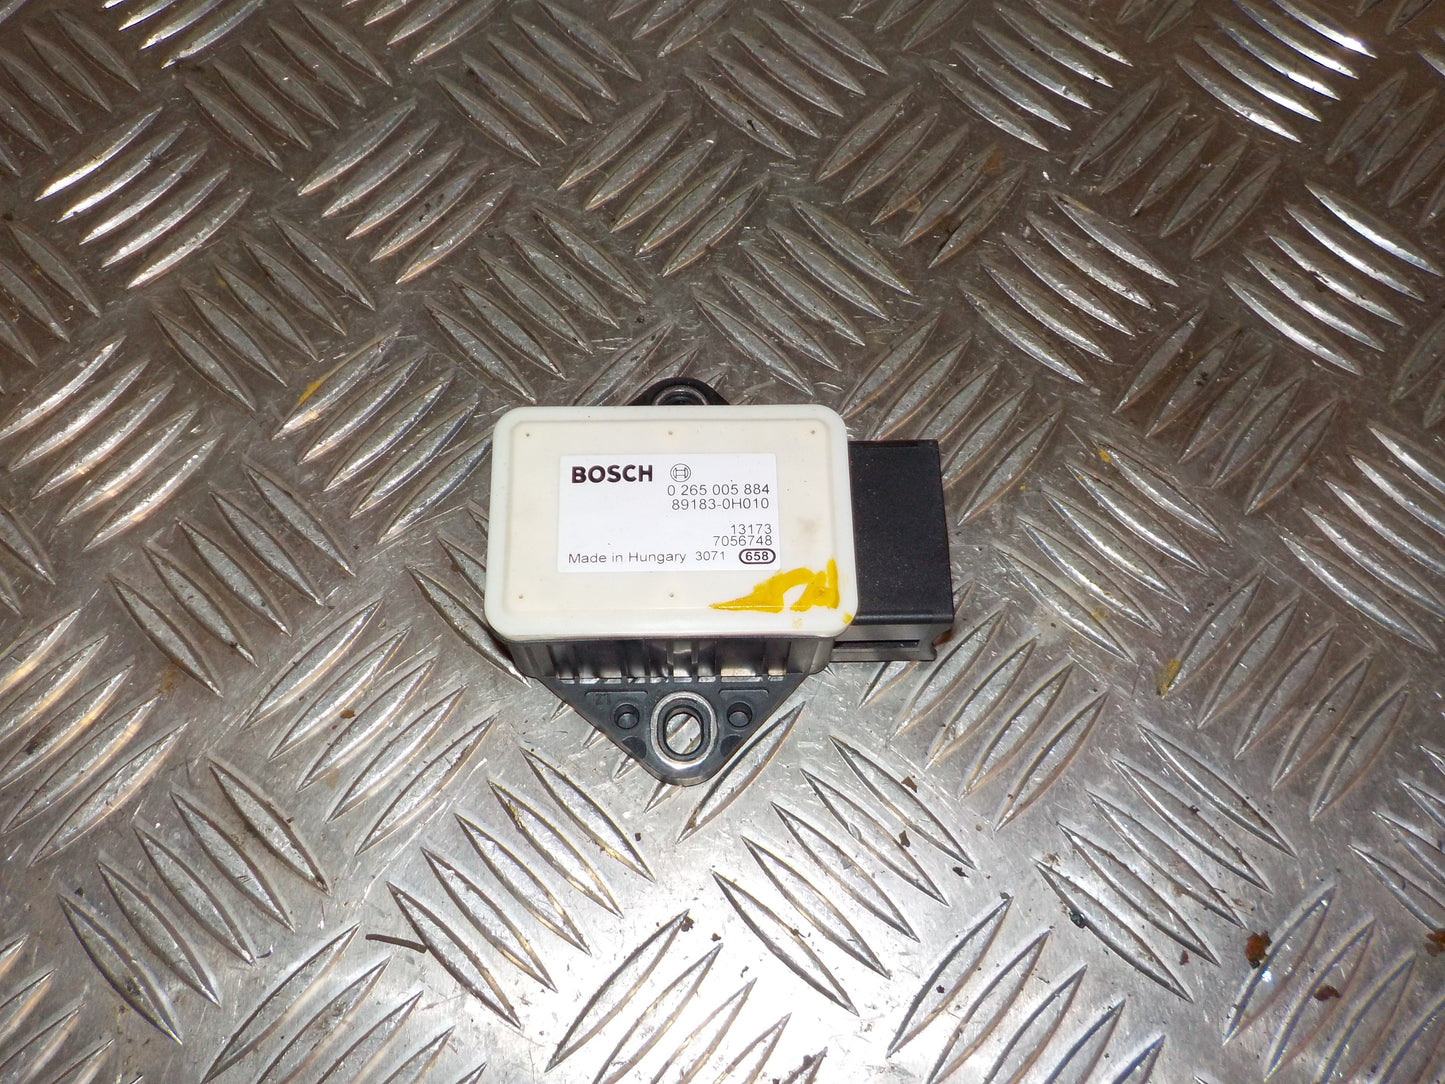 BOSCH
0 265 005 884
89183-0H010
13173
7056748
Made in Hungary 3071 658